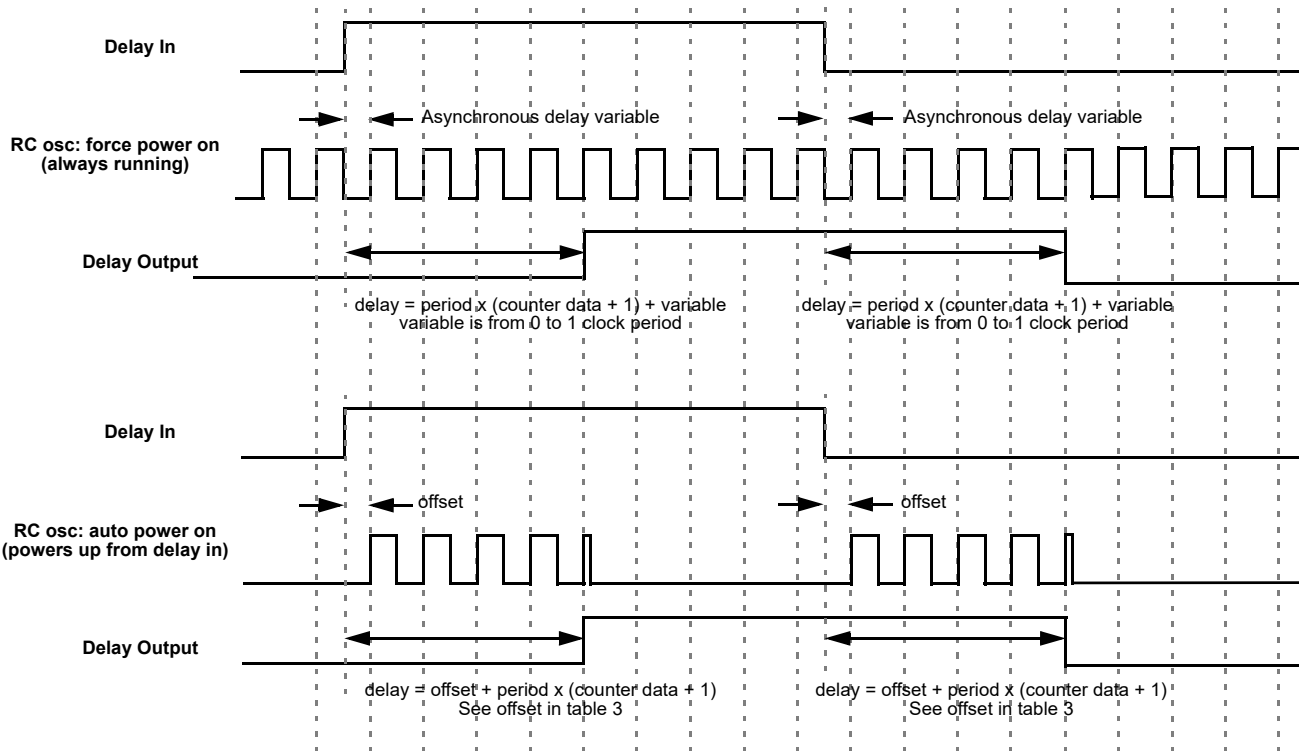 Delay In
Asynchronous delay variable
Asynchronous delay variable
RC osc: force power on
(always running)
Delay Output
delay = period x (counter data + 1) + variable
variable is from 0 to 1 clock period
delay = period x (counter data + 1) + variable
variable is from 0 to 1 clock period
Delay In
offset
offset
RC osc: auto power on
(powers up from delay in)
Delay Output
delay = offset + period x (counter data + 1)
See offset in table 3
delay = offset + period x (counter data + 1)
See offset in table 3